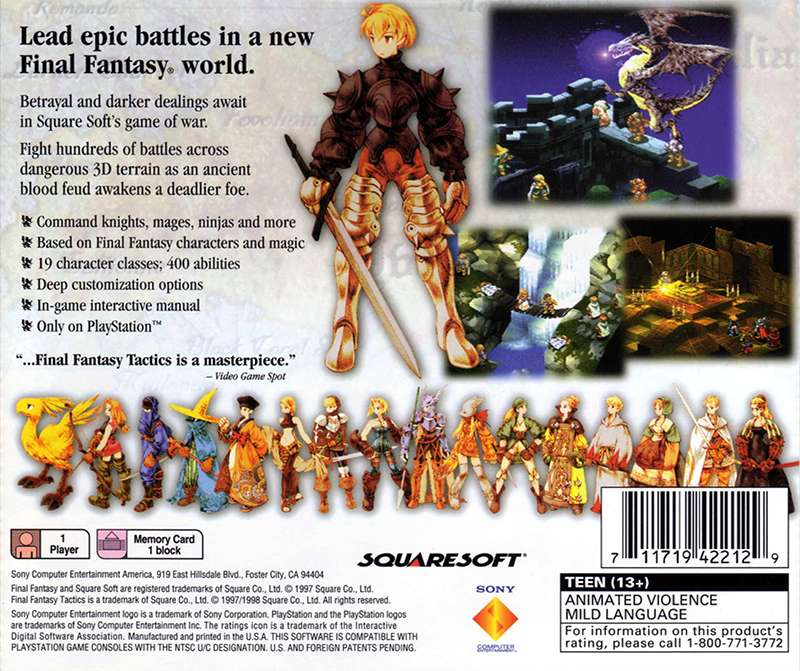 Lead epic battles in a new
Final Fantasy® world.
Betrayal and darker dealings await
in Square Soft's game of war.
Fight hundreds of battles across
dangerous 3D terrain as an ancient
blood feud awakens a deadlier foe.
Command knights, mages, ninjas and more
Based on Final Fantasy characters and magic
19 character classes; 400 abilities
Deep customization options
In-game interactive manual
Only on PlayStation™
“...Final Fantasy Tactics is a masterpiece.”
– Video Game Spot
1
Player
Memory Card
1 block
SQUARESOFT®
Sony Computer Entertainment America, 919 East Hillsdale Blvd., Foster City, CA 94404
Final Fantasy and Square Soft are registered trademarks of Square Co., Ltd. © 1997 Square Co., Ltd.
Final Fantasy Tactics is a trademark of Square Co., Ltd. © 1997/1998 Square Co., Ltd. All rights reserved.
Sony Computer Entertainment logo is a trademark of Sony Corporation. PlayStation and the PlayStation logos
are trademarks of Sony Computer Entertainment Inc. The ratings icon is a trademark of the Interactive
Digital Software Association. Manufactured and printed in the U.S.A. THIS SOFTWARE IS COMPATIBLE WITH
PLAYSTATION GAME CONSOLES WITH THE NTSC U/C DESIGNATION. U.S. AND FOREIGN PATENTS PENDING.
SONY
COMPUTER
ENTERTAINMENT
7 11719 42212 9
TEEN (13+)
ANIMATED VIOLENCE
MILD LANGUAGE
For information on this product's
rating, please call 1-800-771-3772